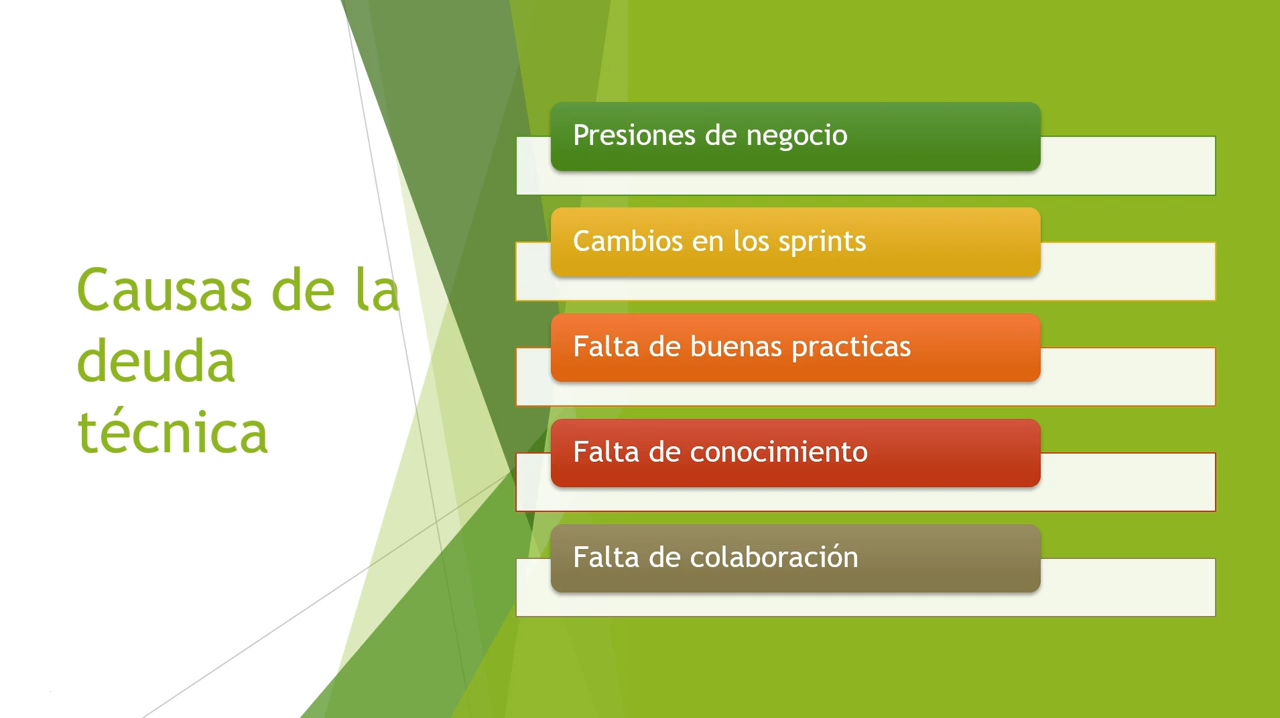 Causas de la
deuda
técnica
Presiones de negocio
Cambios en los sprints
Falta de buenas practicas
Falta de conocimiento
Falta de colaboración